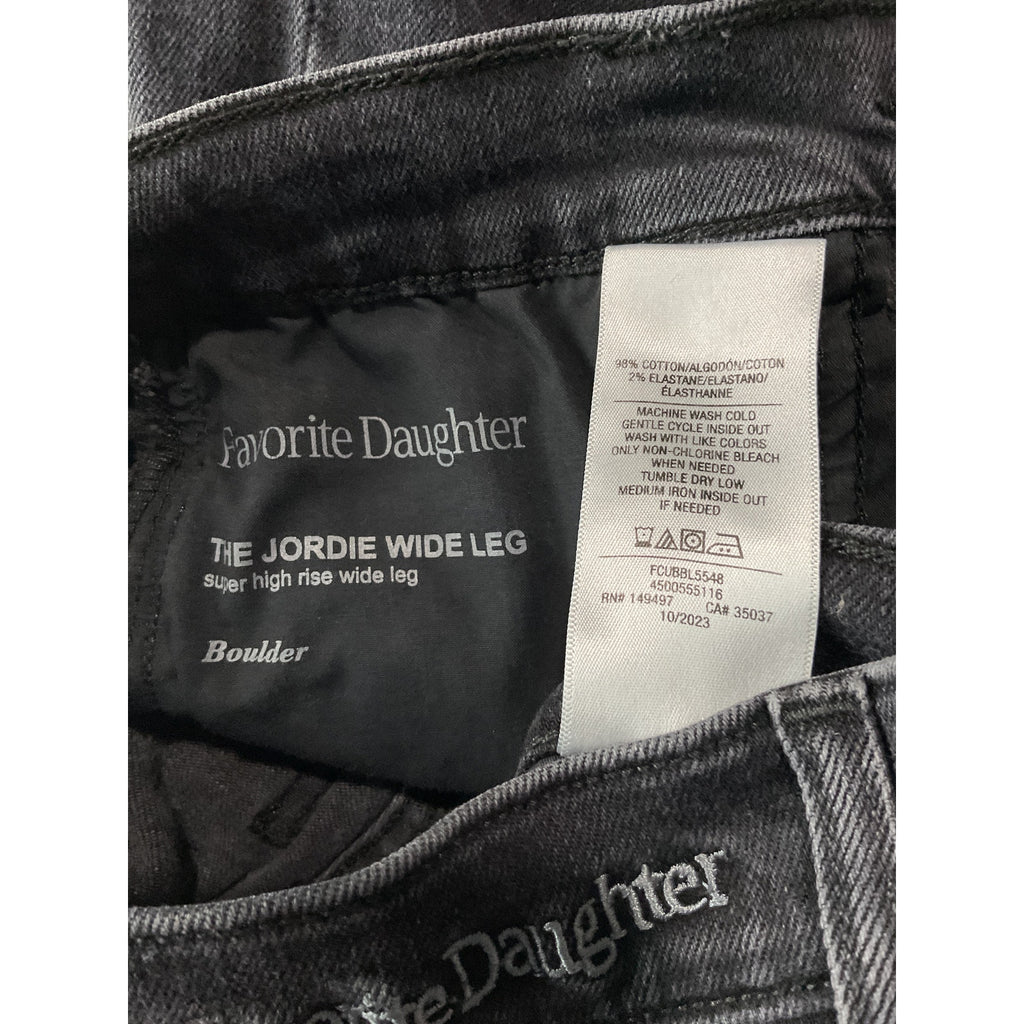 Favorite Daughter
THE JORDIE WIDE LEG
super high rise wide leg
Boulder
98% COTTON/ALGODÓN/COTON
2% ELASTANE/ELASTANO/
ÉLASTHANNE
MACHINE WASH COLD
GENTLE CYCLE INSIDE OUT
WASH WITH LIKE COLORS
ONLY NON-CHLORINE BLEACH
WHEN NEEDED
TUMBLE DRY LOW
MEDIUM IRON INSIDE OUT
IF NEEDED
FCUBBL5548
4500555116
RN# 149497 CA# 35037
10/2023
Daughter